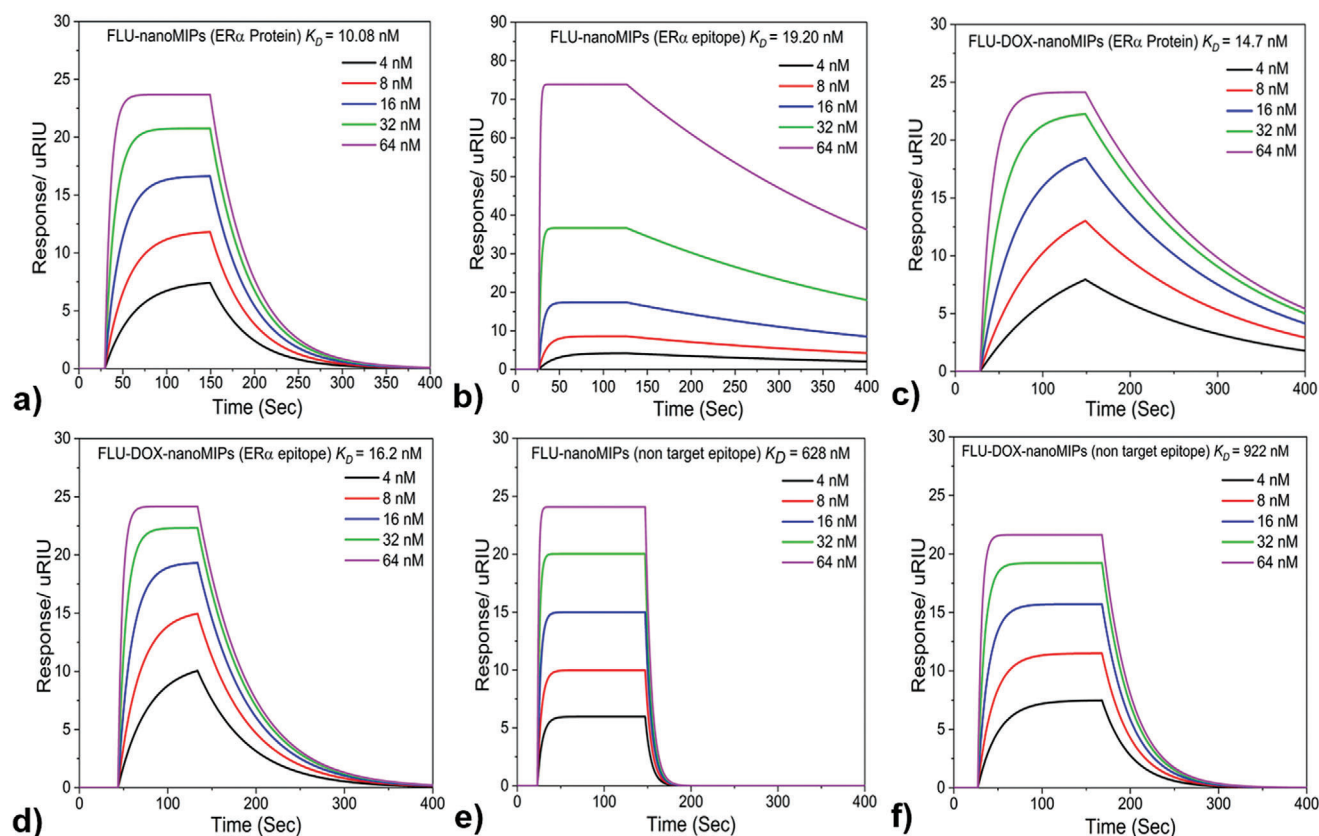 FLU-nanoMIPs (ERα Protein) K_D = 10.08 nM
4 nM
8 nM
16 nM
32 nM
64 nM
30
25
20
15
10
5
0
Response/ uRIU
0 50 100 150 200 250 300 350 400
Time (Sec)
a)
FLU-nanoMIPs (ERα epitope) K_D = 19.20 nM
4 nM
8 nM
16 nM
32 nM
64 nM
90
80
70
60
50
40
30
20
10
0
Response/ uRIU
0 50 100 150 200 250 300 350 400
Time (Sec)
b)
FLU-DOX-nanoMIPs (ERα Protein) K_D = 14.7 nM
4 nM
8 nM
16 nM
32 nM
64 nM
30
25
20
15
10
5
0
Response/ uRIU
0 100 200 300 400
Time (Sec)
c)
FLU-DOX-nanoMIPs (ERα epitope) K_D = 16.2 nM
4 nM
8 nM
16 nM
32 nM
64 nM
30
25
20
15
10
5
0
Response/ uRIU
0 100 200 300 400
Time (Sec)
d)
FLU-nanoMIPs (non target epitope) K_D = 628 nM
4 nM
8 nM
16 nM
32 nM
64 nM
30
25
20
15
10
5
0
Response/ uRIU
0 50 100 150 200 250 300 350 400
Time (Sec)
e)
FLU-DOX-nanoMIPs (non target epitope) K_D = 922 nM
4 nM
8 nM
16 nM
32 nM
64 nM
30
25
20
15
10
5
0
Response/ uRIU
0 100 200 300 400
Time (Sec)
f)